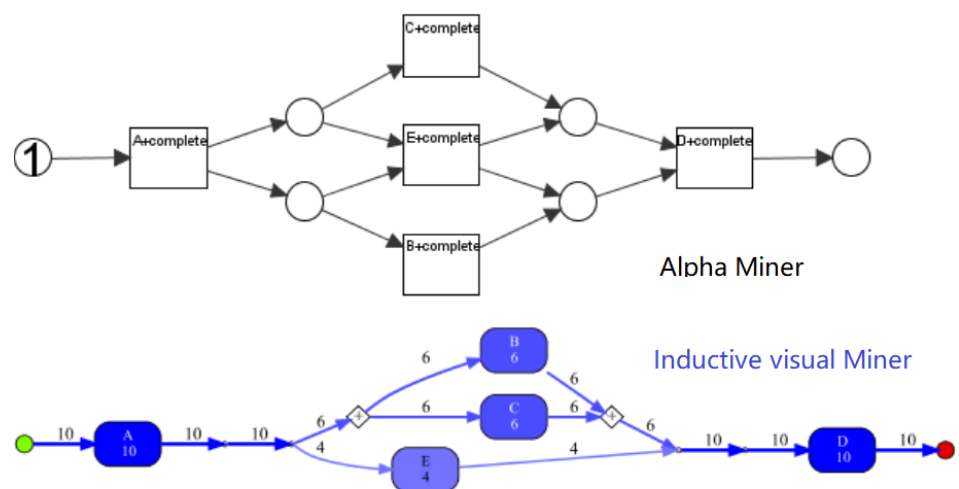 C+complete
1
A+complete
E+complete
D+complete
B+complete
Alpha Miner
B
6
Inductive visual Miner
6
6
10
A
10
10
10
6
6
C
6
6
6
10
10
D
10
10
4
E
4
4